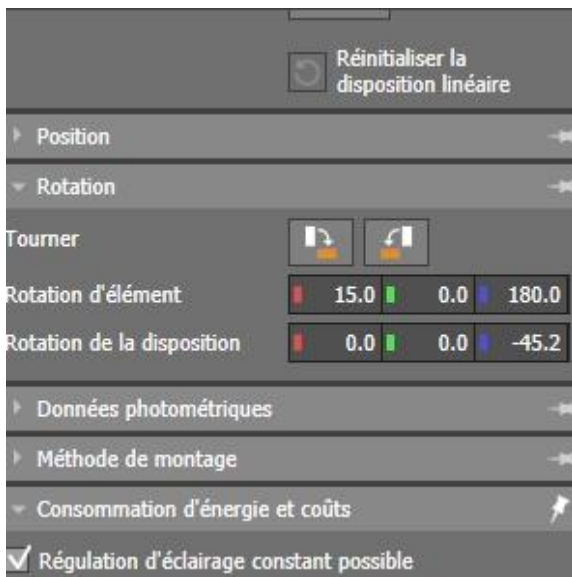 Réinitialiser la
disposition linéaire
Position
Rotation
Tourner
Rotation d'élément 15.0 0.0 180.0
Rotation de la disposition 0.0 0.0 -45.2
Données photométriques
Méthode de montage
Consommation d'énergie et coûts
Régulation d'éclairage constant possible